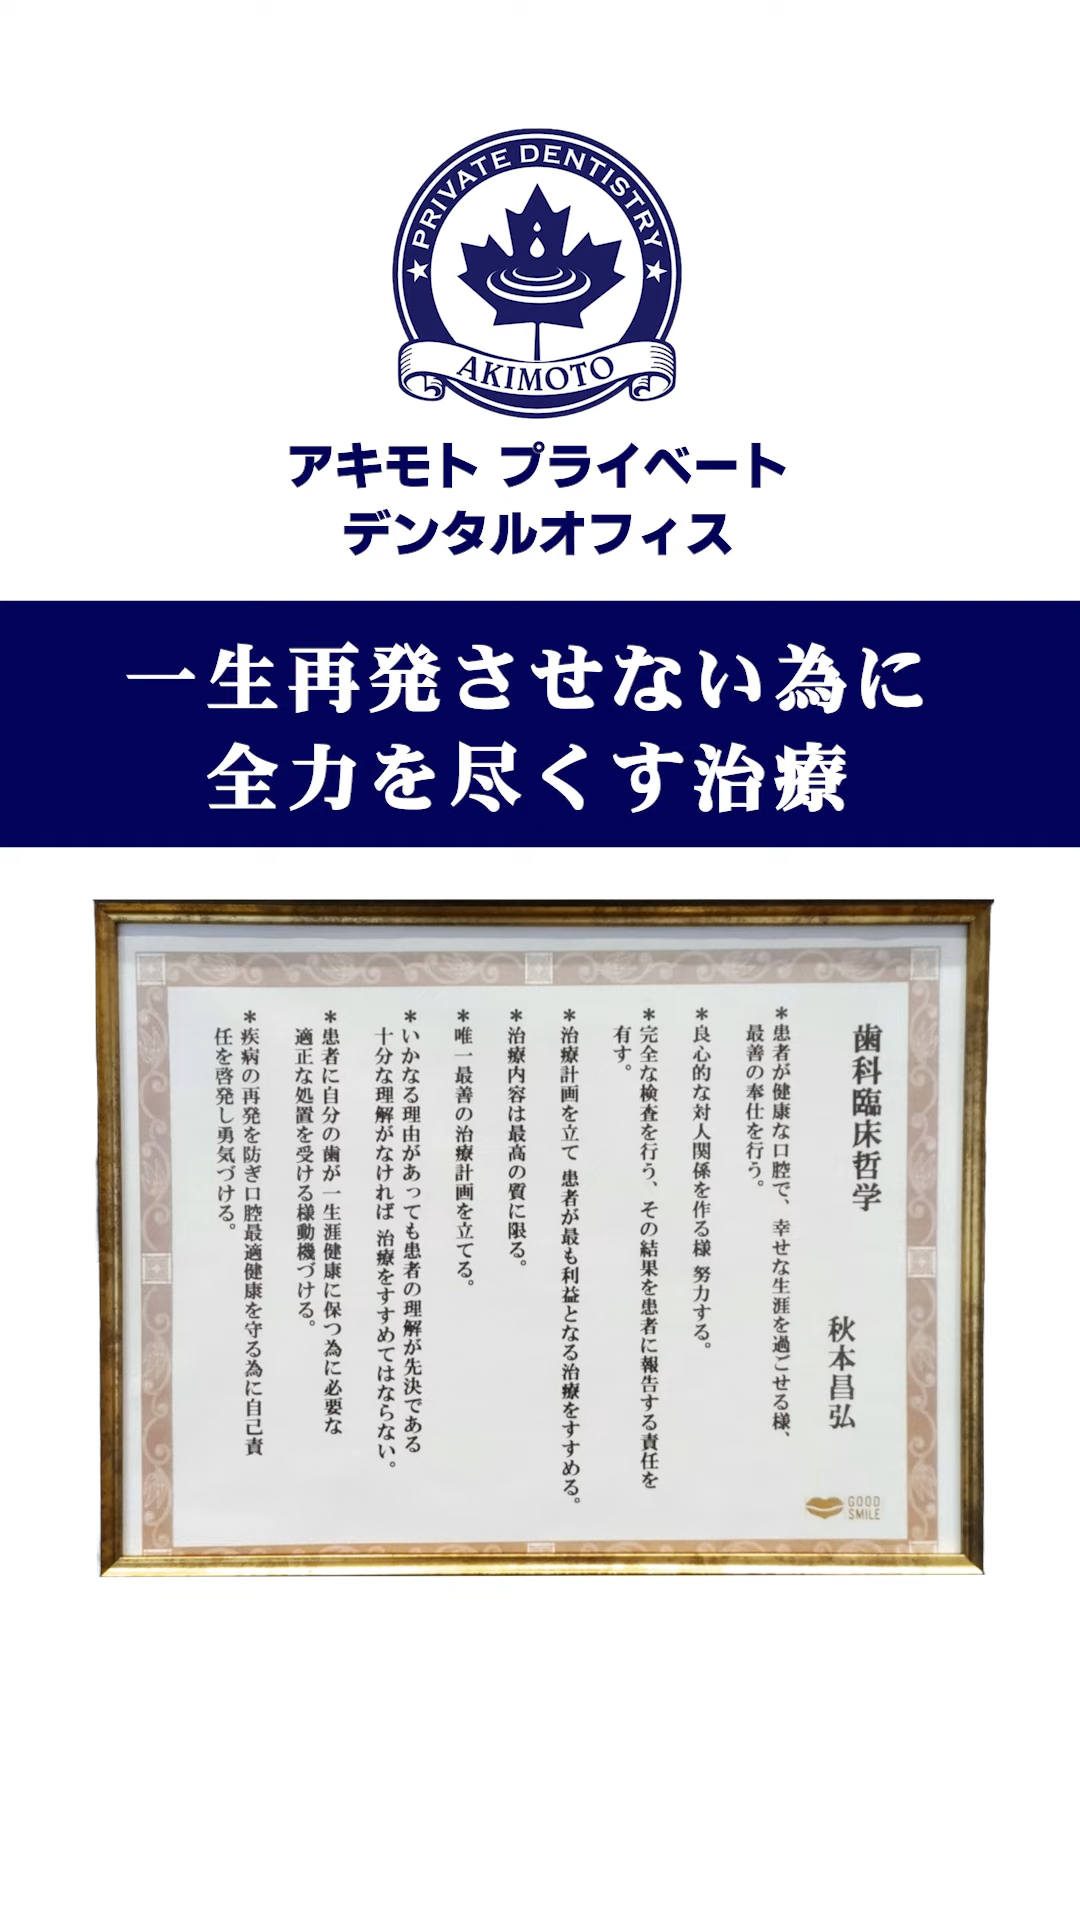 PRIVATE DENTISTRY
AKIMOTO
アキモト プライベート
デンタルオフィス
一生再発させない為に
全力を尽くす治療
歯科臨床哲学
秋本昌弘
＊患者が健康な口腔で、幸せな生涯を過ごせる様、
最善の奉仕を行う。
＊良心的な対人関係を作る様 努力する。
＊完全な検査を行う、その結果を患者に報告する責任を
有す。
＊治療計画を立て 患者が最も利益となる治療をすすめる。
＊治療内容は最高の質に限る。
＊唯一最善の治療計画を立てる。
＊いかなる理由があっても患者の理解が先決である
十分な理解がなければ 治療をすすめてはならない。
＊患者に自分の歯が一生涯健康に保つ為に必要な
適正な処置を受ける様動機づける。
＊疾病の再発を防ぎ口腔最適健康を守る為に自己責
任を啓発し勇気づける。
GOOD
SMILE